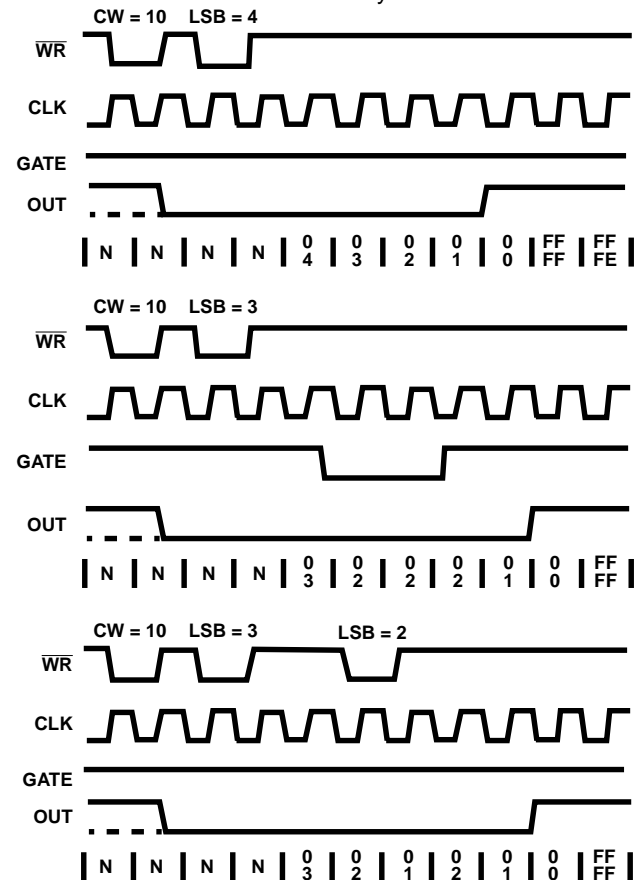 CW = 10 LSB = 4
WR
CLK
GATE
OUT
N N N N 0 0 0 0 0 FF FF
4 3 2 1 0 FF FE
CW = 10 LSB = 3
WR
CLK
GATE
OUT
N N N N 0 0 0 0 0 0 FF
3 2 2 2 1 0 FF
CW = 10 LSB = 3 LSB = 2
WR
CLK
GATE
OUT
N N N N 0 0 0 0 0 0 FF
3 2 1 2 1 0 FF